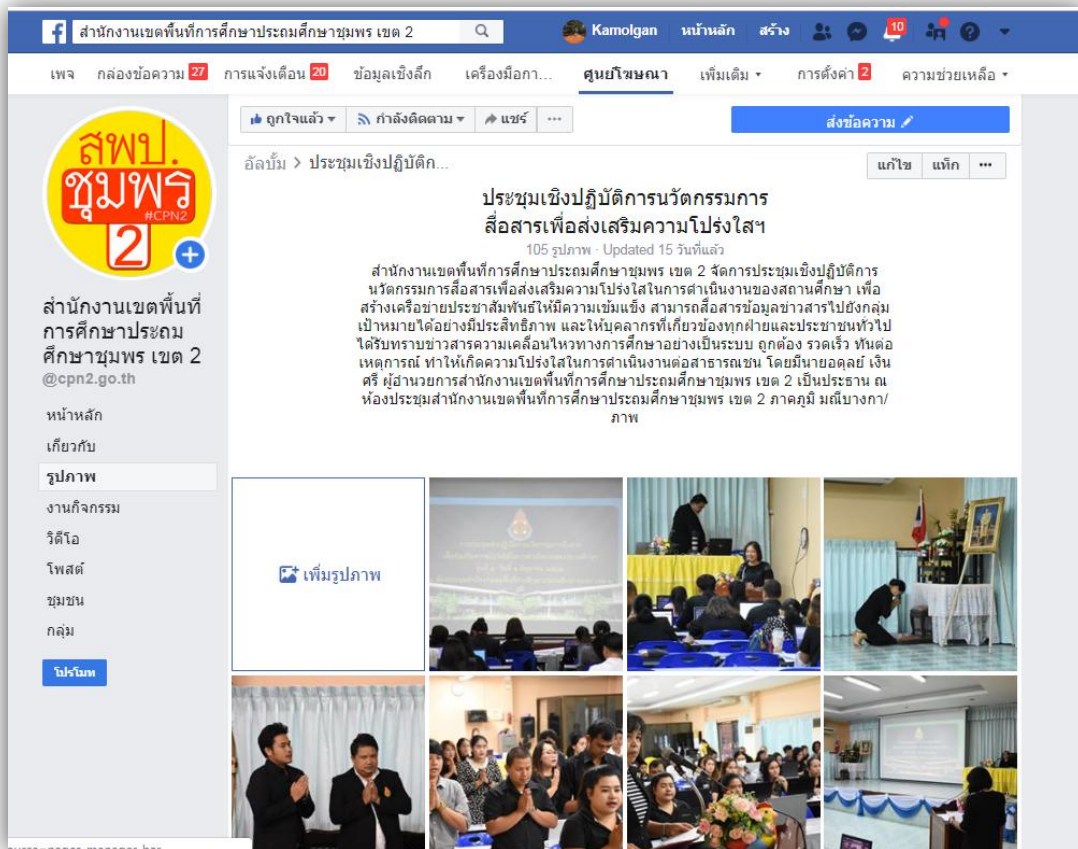 สำนักงานเขตพื้นที่การศึกษาประถมศึกษาชุมพร เขต 2
Kamolgan
หน้าหลัก
สร้าง
10
เพจ
กล่องข้อความ 27
การแจ้งเตือน 20
ข้อมูลเชิงลึก
เครื่องมือกา...
ศูนย์โฆษณา
เพิ่มเติม
การตั้งค่า 2
ความช่วยเหลือ
สพป.
ชุมพร
#CPN2
2
สำนักงานเขตพื้นที่
การศึกษาประถม
ศึกษาชุมพร เขต 2
@cpn2.go.th
หน้าหลัก
เกี่ยวกับ
รูปภาพ
งานกิจกรรม
วิดีโอ
โพสต์
ชุมชน
กลุ่ม
โปรโมท
ถูกใจแล้ว
กำลังติดตาม
แชร์
...
ส่งข้อความ
อัลบั้ม > ประชุมเชิงปฏิบัติก...
แก้ไข
แท็ก
...
ประชุมเชิงปฏิบัติการนวัตกรรมการ
สื่อสารเพื่อส่งเสริมความโปร่งใสฯ
105 รูปภาพ · Updated 15 วันที่แล้ว
สำนักงานเขตพื้นที่การศึกษาประถมศึกษาชุมพร เขต 2 จัดการประชุมเชิงปฏิบัติการ
นวัตกรรมการสื่อสารเพื่อส่งเสริมความโปร่งใสในการดำเนินงานของสถานศึกษา เพื่อ
สร้างเครือข่ายประชาสัมพันธ์ให้มีความเข้มแข็ง สามารถสื่อสารข้อมูลข่าวสารไปยังกลุ่ม
เป้าหมายได้อย่างมีประสิทธิภาพ และให้บุคลากรที่เกี่ยวข้องทุกฝ่ายและประชาชนทั่วไป
ได้รับทราบข่าวสารความเคลื่อนไหวทางการศึกษาอย่างเป็นระบบ ถูกต้อง รวดเร็ว ทันต่อ
เหตุการณ์ ทำให้เกิดความโปร่งใสในการดำเนินงานต่อสาธารณชน โดยมีนายอดุลย์ เงิน
ศรี ผู้อำนวยการสำนักงานเขตพื้นที่การศึกษาประถมศึกษาชุมพร เขต 2 เป็นประธาน ณ
ห้องประชุมสำนักงานเขตพื้นที่การศึกษาประถมศึกษาชุมพร เขต 2 ภาคภูมิ มณีบางกา/
ภาพ
เพิ่มรูปภาพ